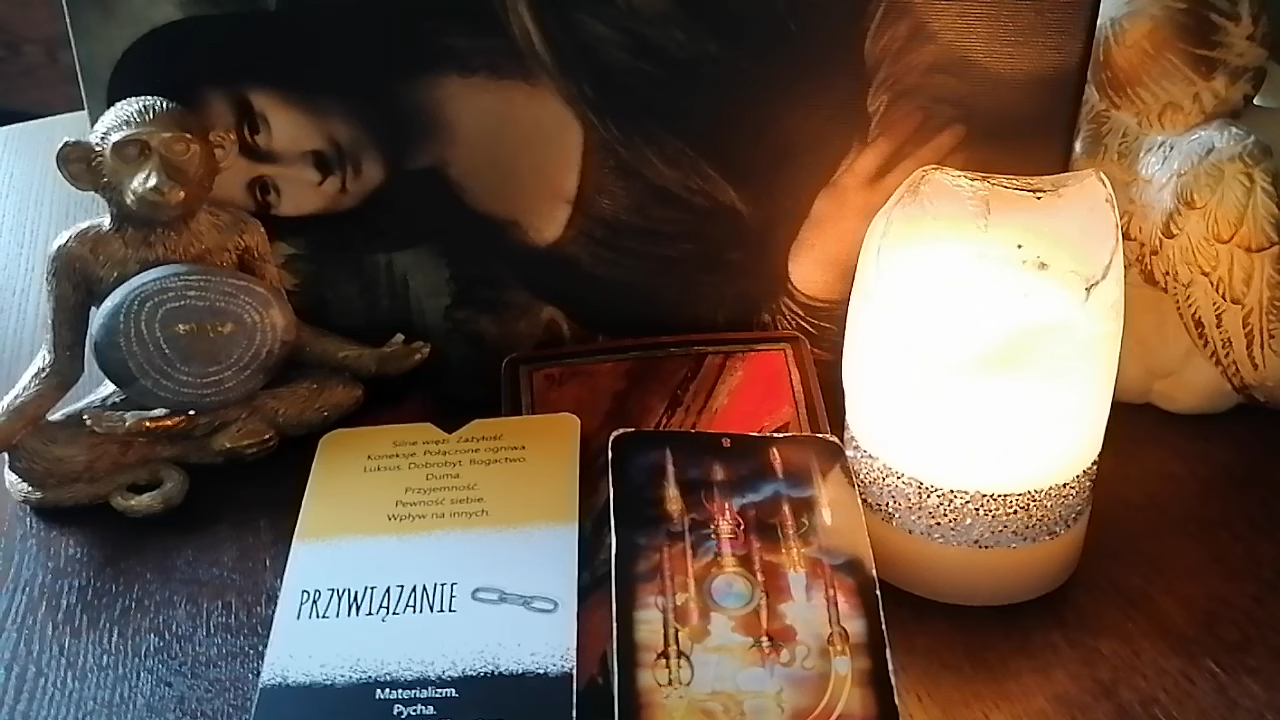 Silne więzi. Zażyłość.
Koneksje. Połączone ogniwa.
Luksus. Dobrobyt. Bogactwo.
Duma.
Przyjemność.
Pewność siebie.
Wpływ na innych.
PRZYWIĄZANIE
Materializm.
Pycha.